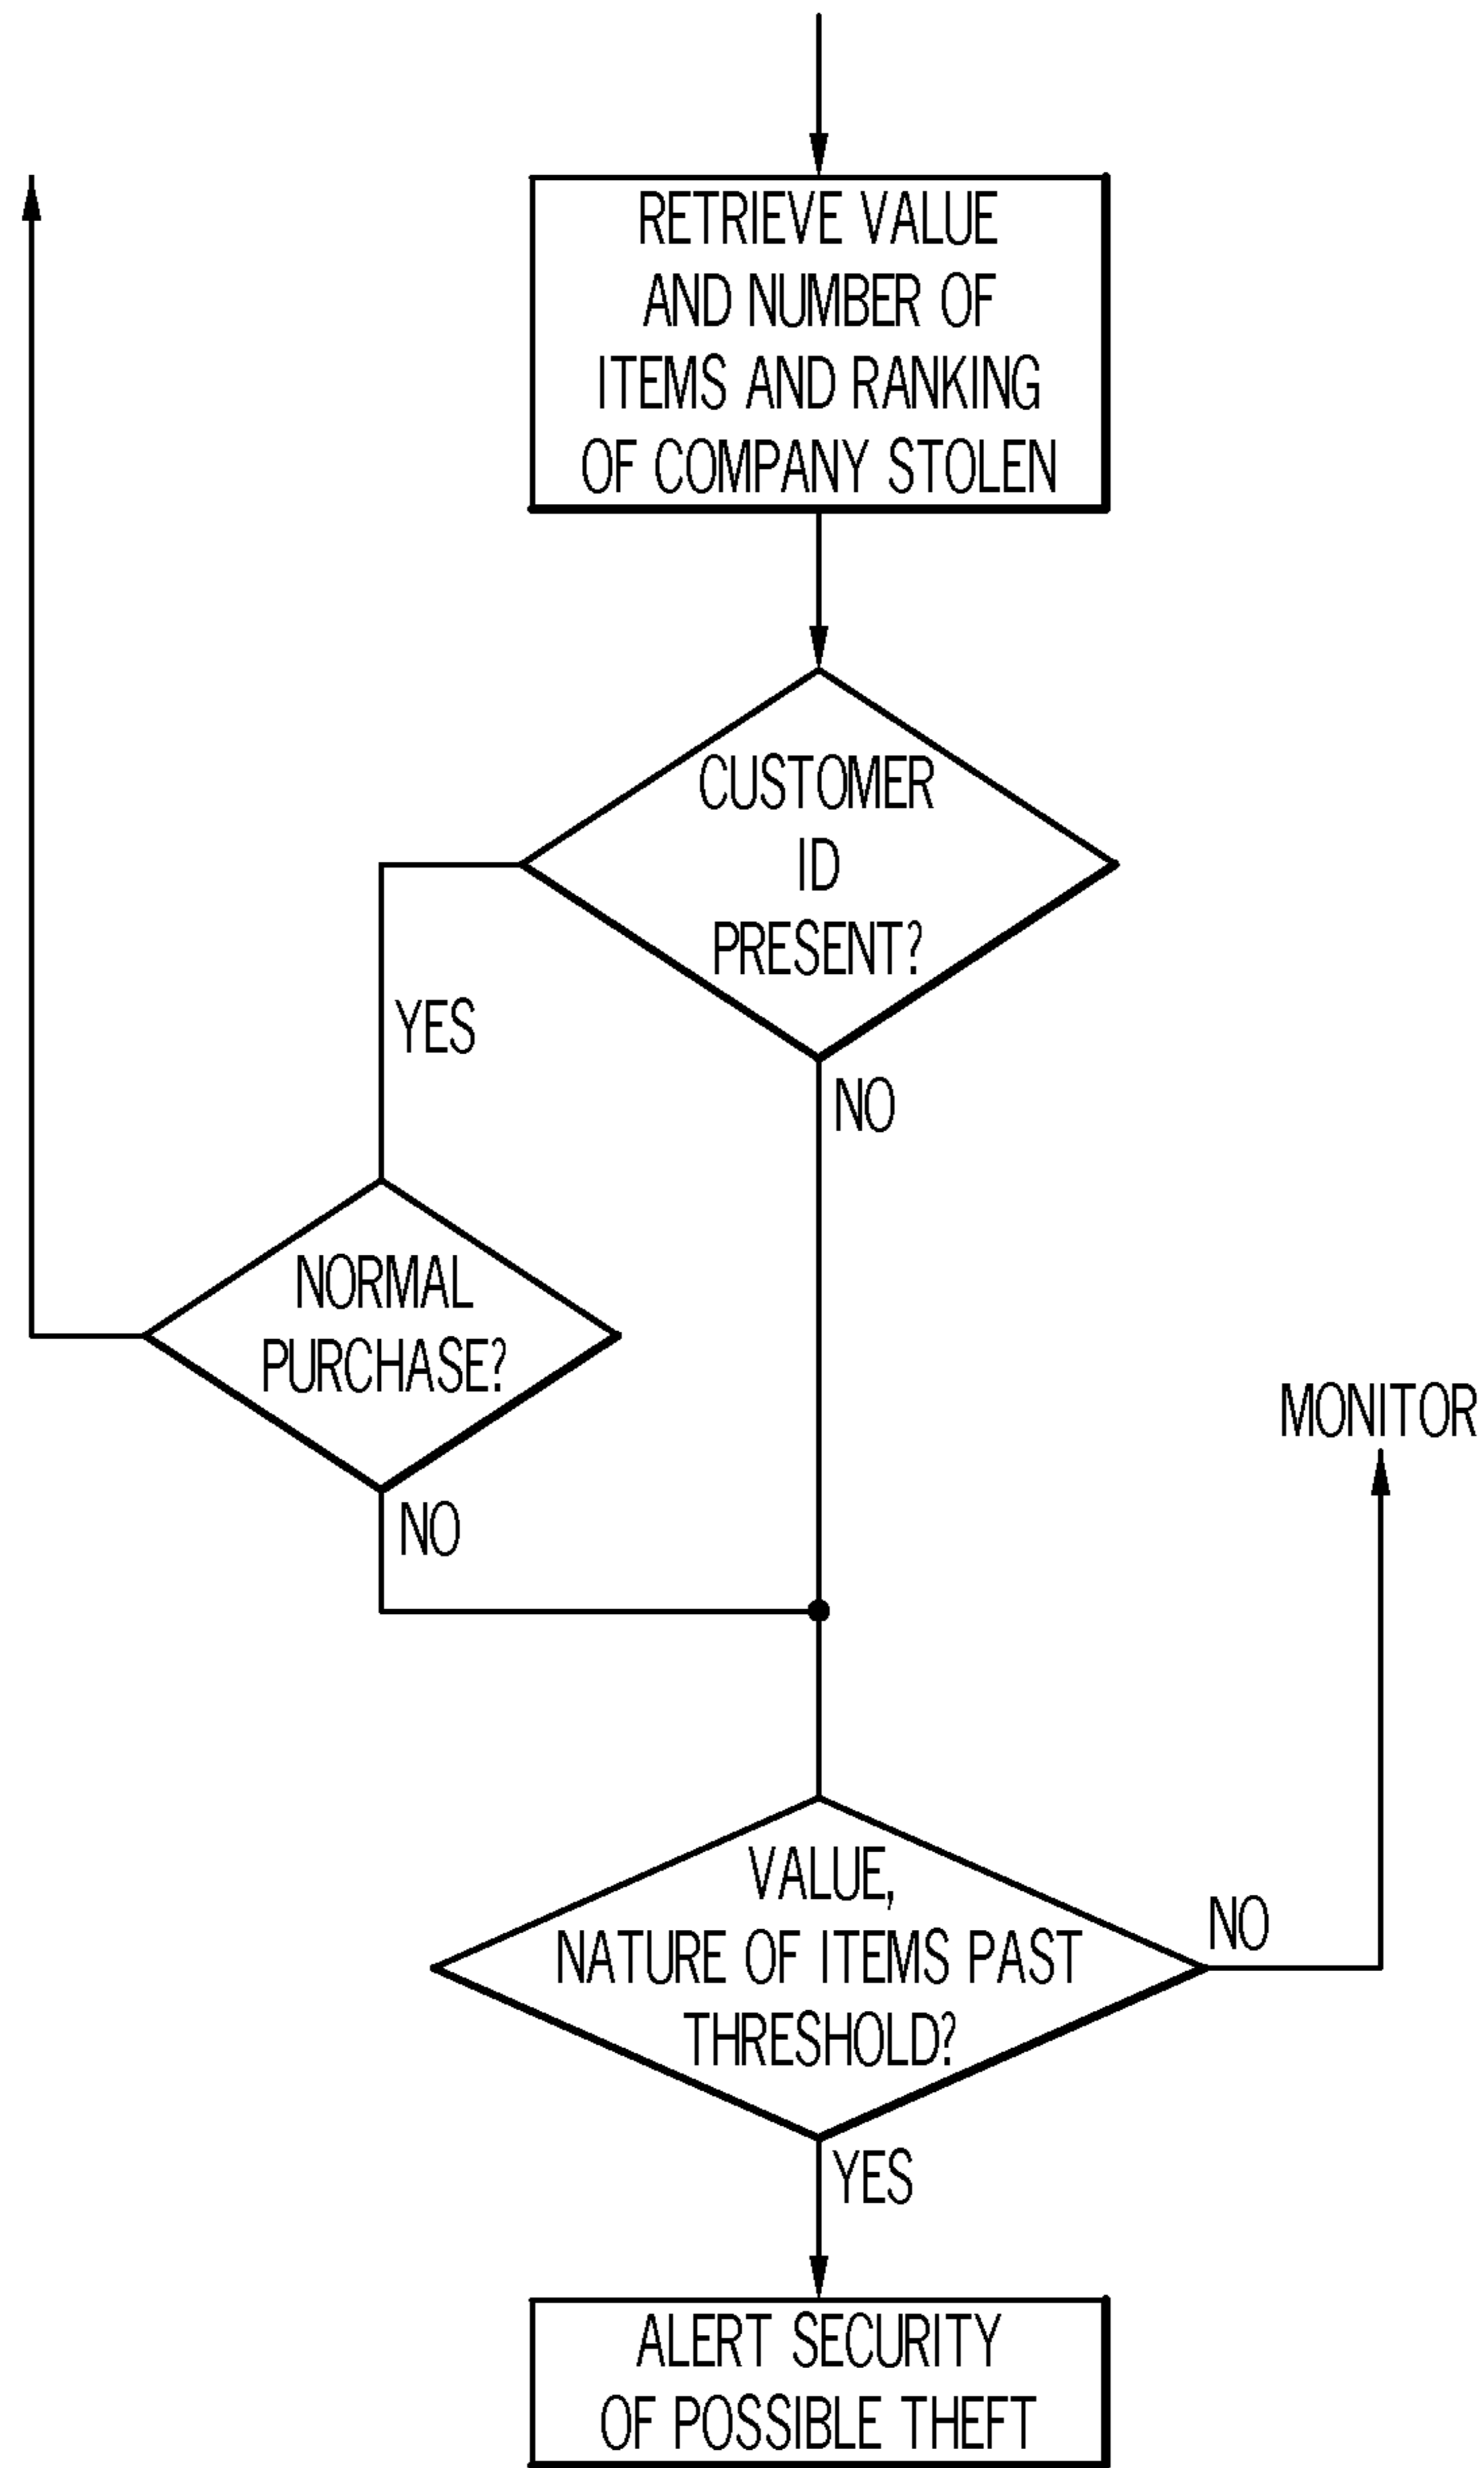 RETRIEVE VALUE
AND NUMBER OF
ITEMS AND RANKING
OF COMPANY STOLEN
CUSTOMER
ID
PRESENT?
YES
NO
NORMAL
PURCHASE?
NO
MONITOR
VALUE,
NATURE OF ITEMS PAST
THRESHOLD?
NO
YES
ALERT SECURITY
OF POSSIBLE THEFT